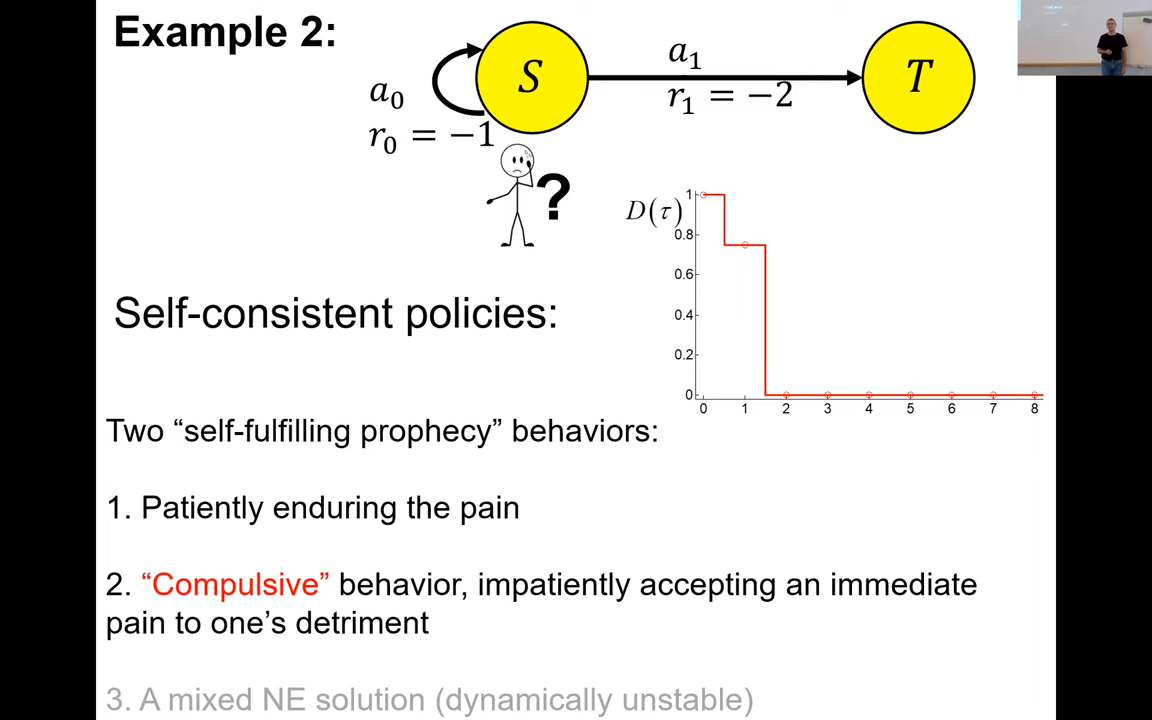 Example 2:
S
a₁
r₁ = −2
T
a₀
r₀ = −1
?
D(τ)
1
0.8
0.6
0.4
0.2
0
0 1 2 3 4 5 6 7 8
Self-consistent policies:
Two “self-fulfilling prophecy” behaviors:
1. Patiently enduring the pain
2. “Compulsive” behavior, impatiently accepting an immediate
pain to one’s detriment
3. A mixed NE solution (dynamically unstable)